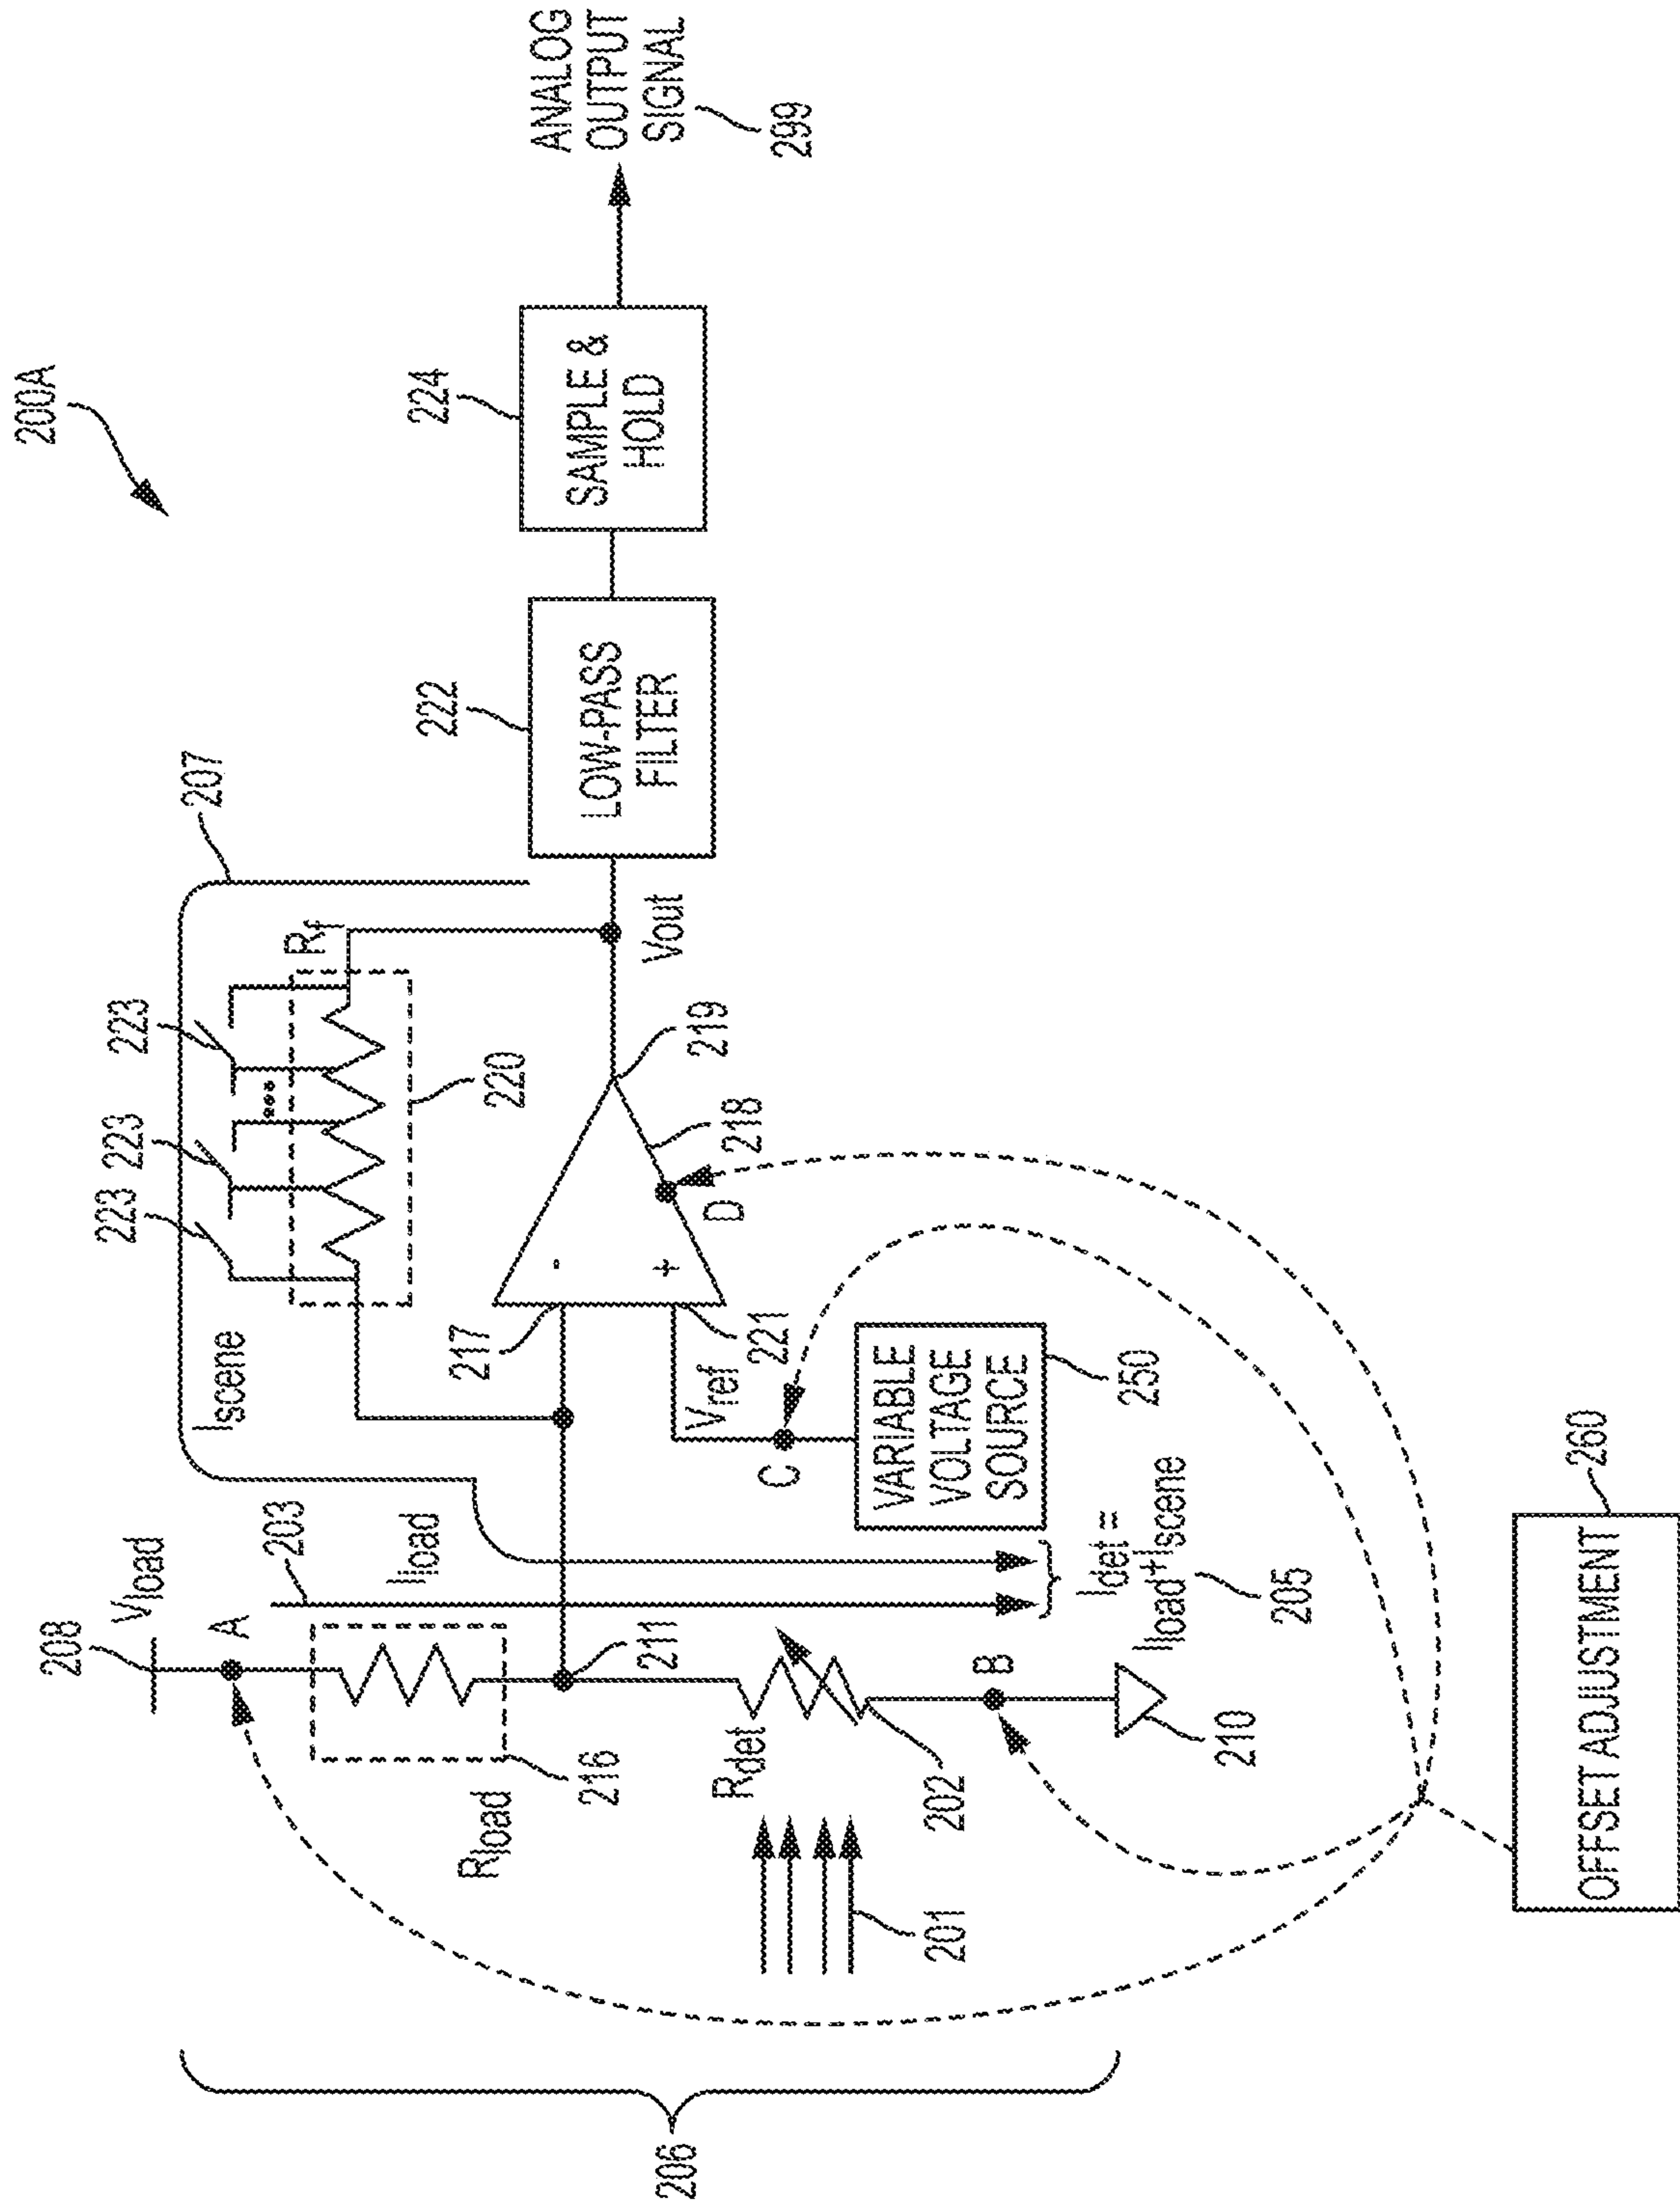 200A
208
Vload
A
203
Iload
Iscene
207
223
223
223
Rf
220
Rload
216
211
217
-
+
221
Vref
219
218
D
Vout
222
LOW-PASS
FILTER
224
SAMPLE &
HOLD
ANALOG
OUTPUT
SIGNAL
299
206
201
Rdet
202
B
210
C
VARIABLE
VOLTAGE
SOURCE
250
Idet =
Iload+Iscene
205
OFFSET ADJUSTMENT
260